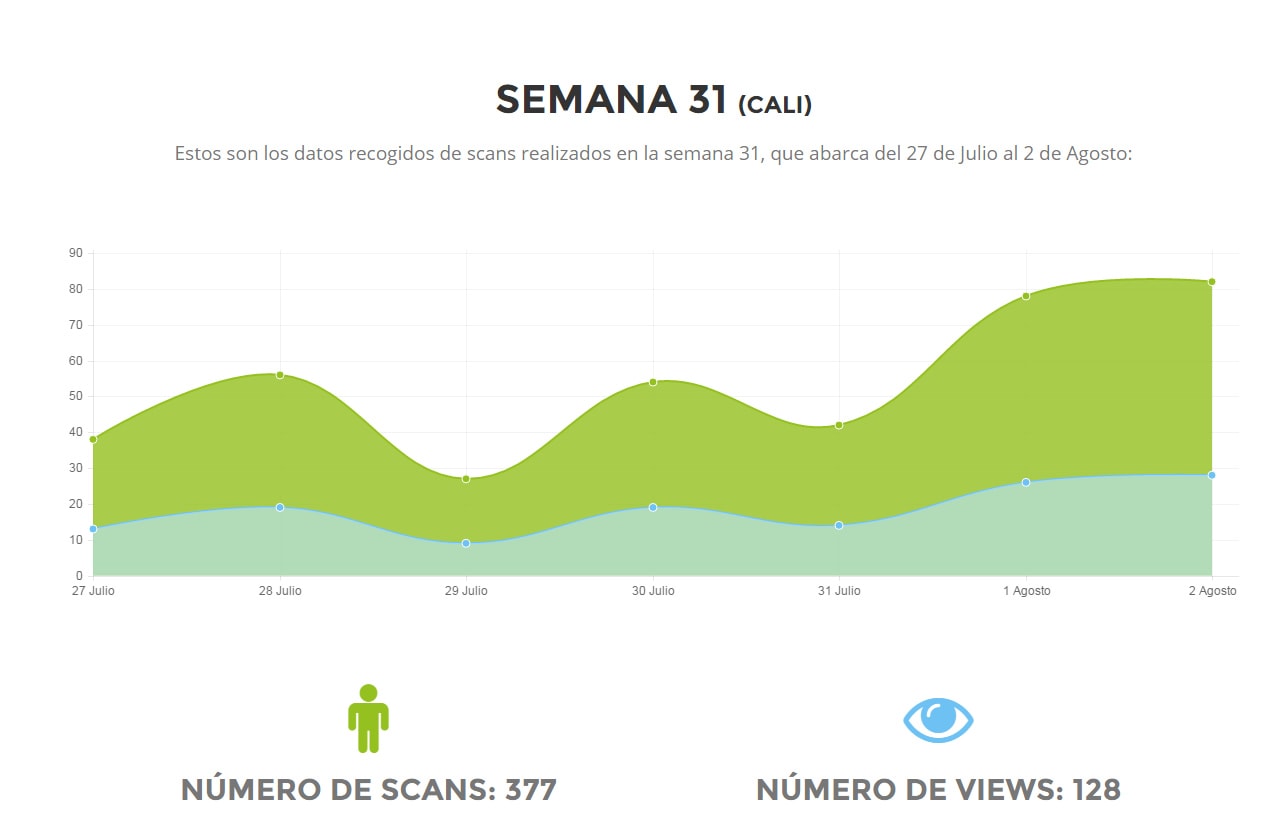 SEMANA 31 (CALI)
Estos son los datos recogidos de scans realizados en la semana 31, que abarca del 27 de Julio al 2 de Agosto:
90
80
70
60
50
40
30
20
10
0
27 Julio 28 Julio 29 Julio 30 Julio 31 Julio 1 Agosto 2 Agosto
NÚMERO DE SCANS: 377 NÚMERO DE VIEWS: 128